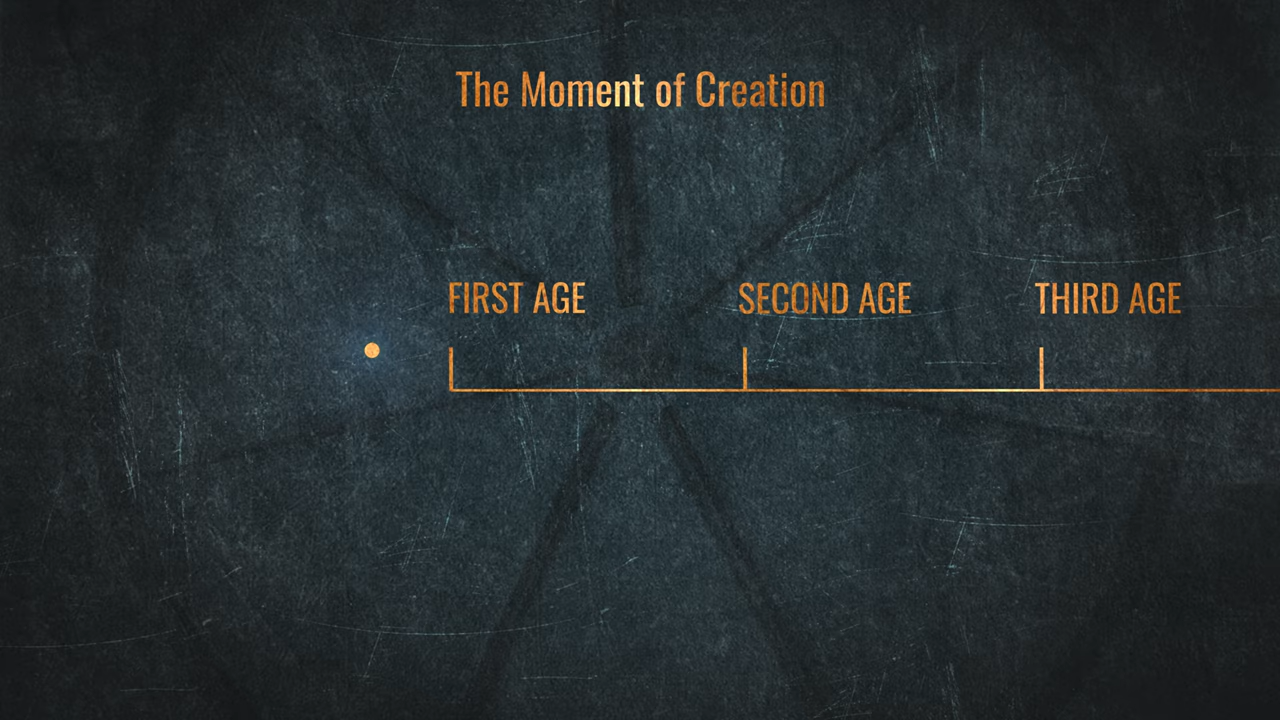 The Moment of Creation
FIRST AGE
SECOND AGE
THIRD AGE